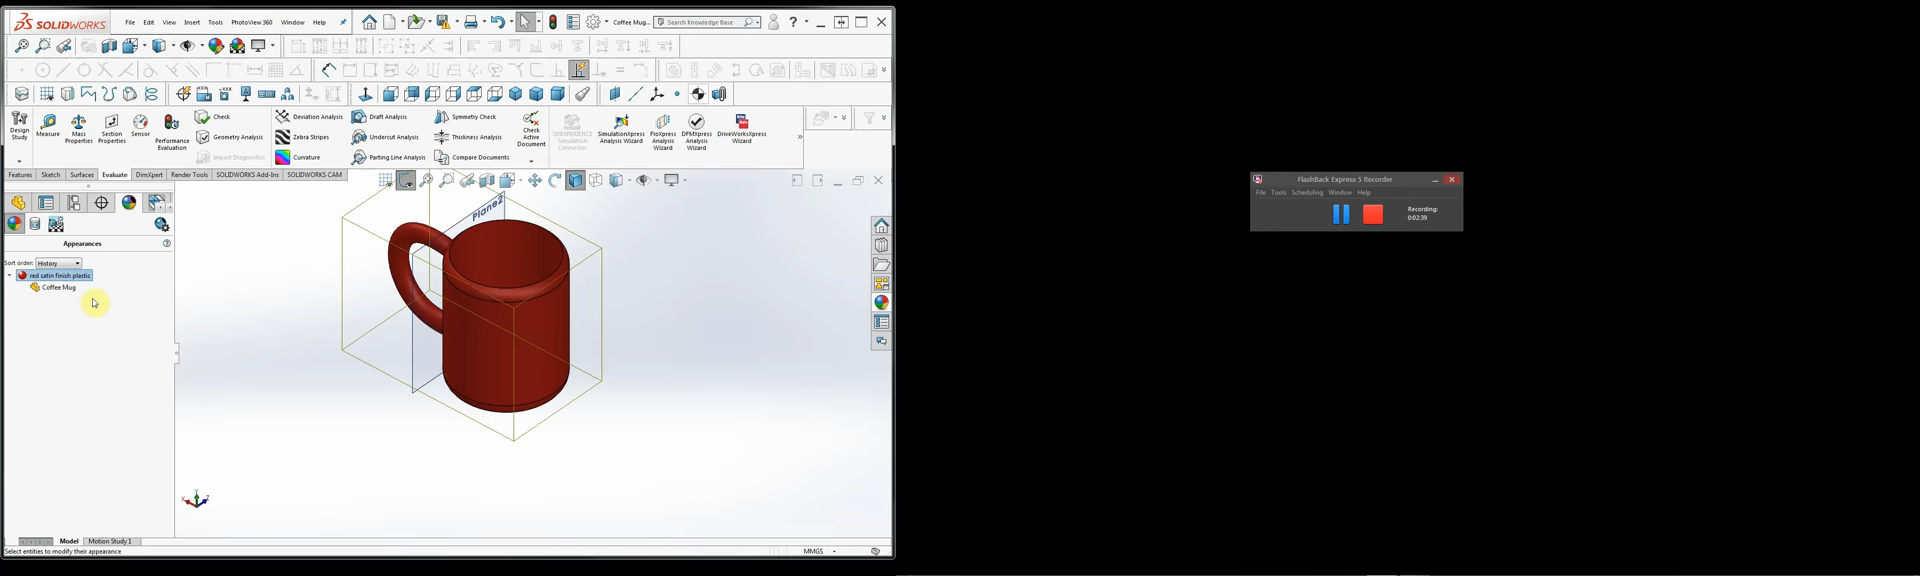 SOLIDWORKS
File Edit View Insert Tools PhotoView 360 Window Help
Coffee Mug...
Search Knowledge Base
Design Study
Measure
Mass Properties
Section Properties
Sensor
Performance Evaluation
Check
Geometry Analysis
Import Diagnostics
Deviation Analysis
Zebra Stripes
Curvature
Draft Analysis
Undercut Analysis
Parting Line Analysis
Symmetry Check
Thickness Analysis
Compare Documents
Check Active Document
3DEXPERIENCE Simulation Connector
SimulationXpress Analysis Wizard
FloXpress Analysis Wizard
DFMXpress Analysis Wizard
DriveWorksXpress Wizard
Features Sketch Surfaces Evaluate DimXpert Render Tools SOLIDWORKS Add-Ins SOLIDWORKS CAM
Appearances
Sort order: History
red satin finish plastic
Coffee Mug
Plane2
Model Motion Study 1
Select entities to modify their appearance
MMGS
FlashBack Express 5 Recorder
File Tools Scheduling Window Help
Recording:
0:02:39